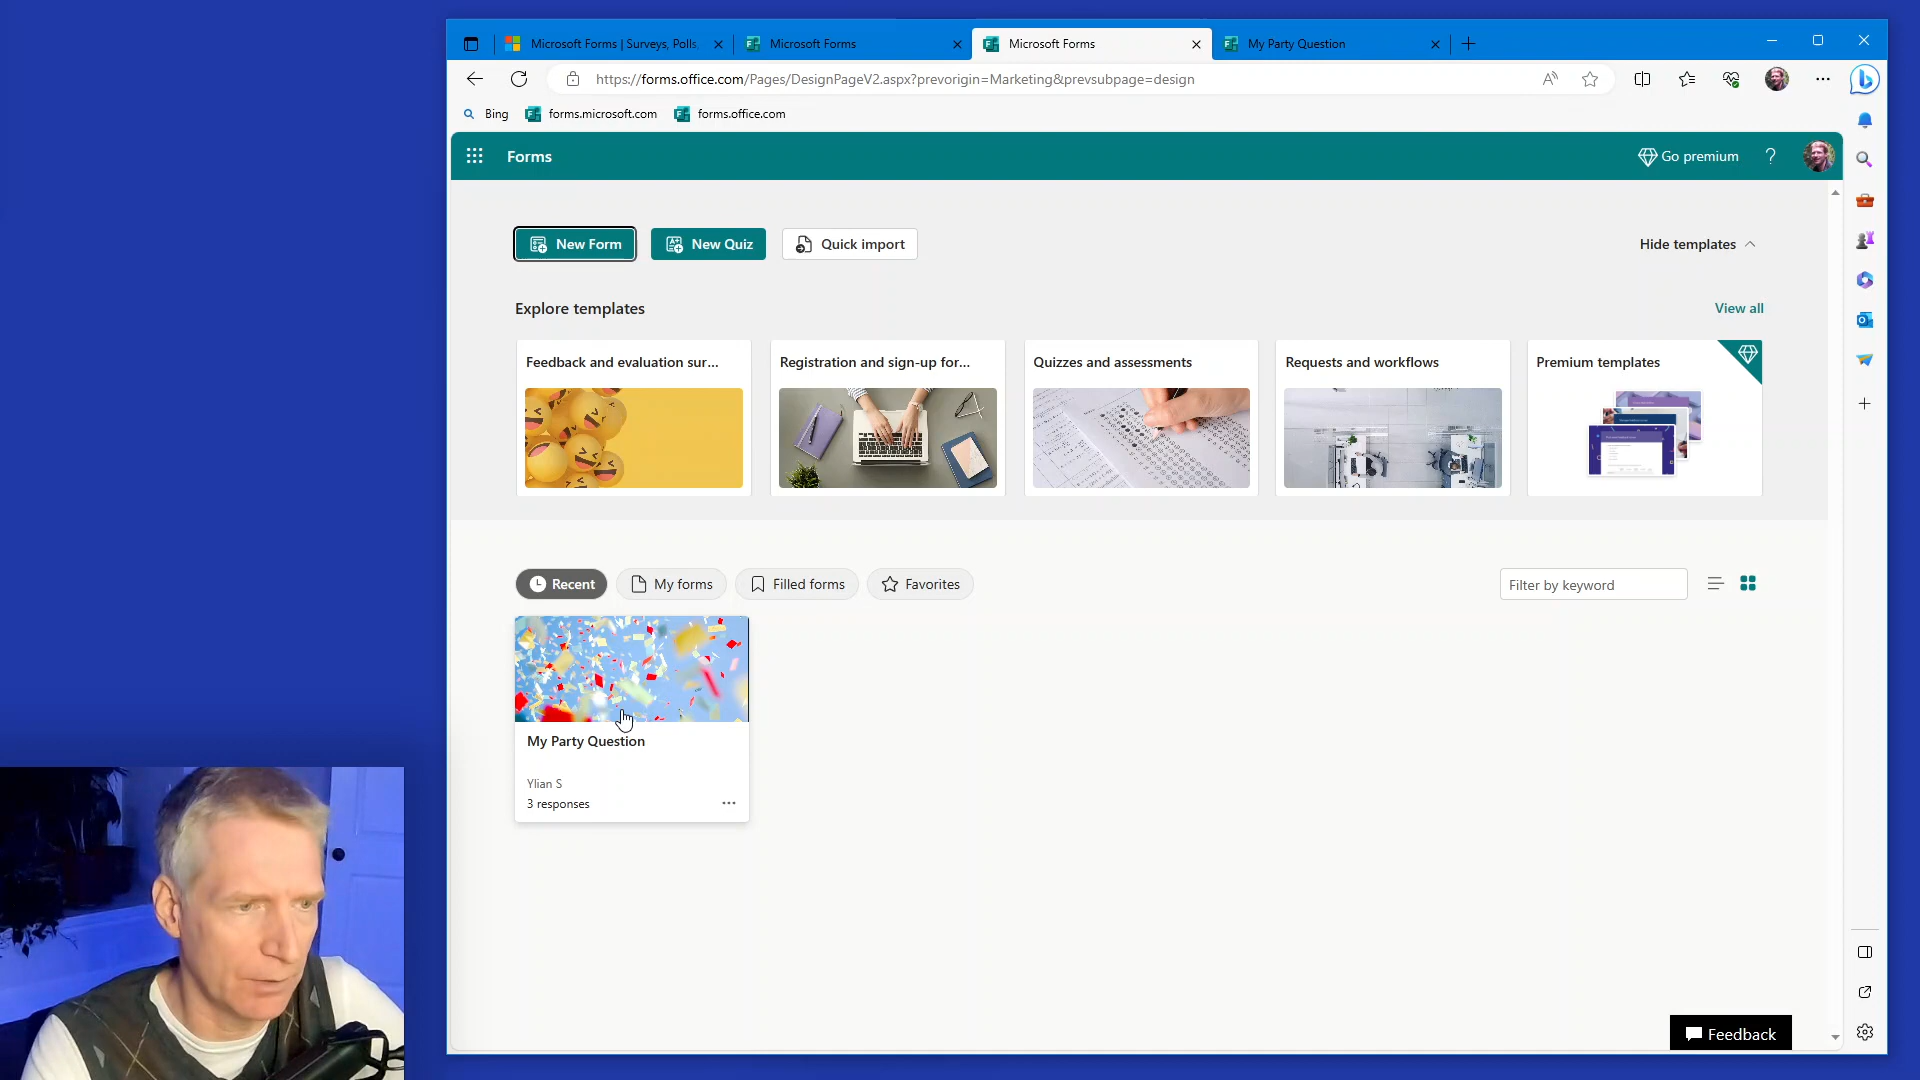 Microsoft Forms | Surveys, Polls
Microsoft Forms
Microsoft Forms
My Party Question
https://forms.office.com/Pages/DesignPageV2.aspx?prevorigin=Marketing&prevsubpage=design
Bing
forms.microsoft.com
forms.office.com
Forms
Go premium
?
New Form
New Quiz
Quick import
Hide templates
Explore templates
View all
Feedback and evaluation sur...
Registration and sign-up for...
Quizzes and assessments
Requests and workflows
Premium templates
Recent
My forms
Filled forms
Favorites
Filter by keyword
My Party Question
Ylian S
3 responses
Feedback